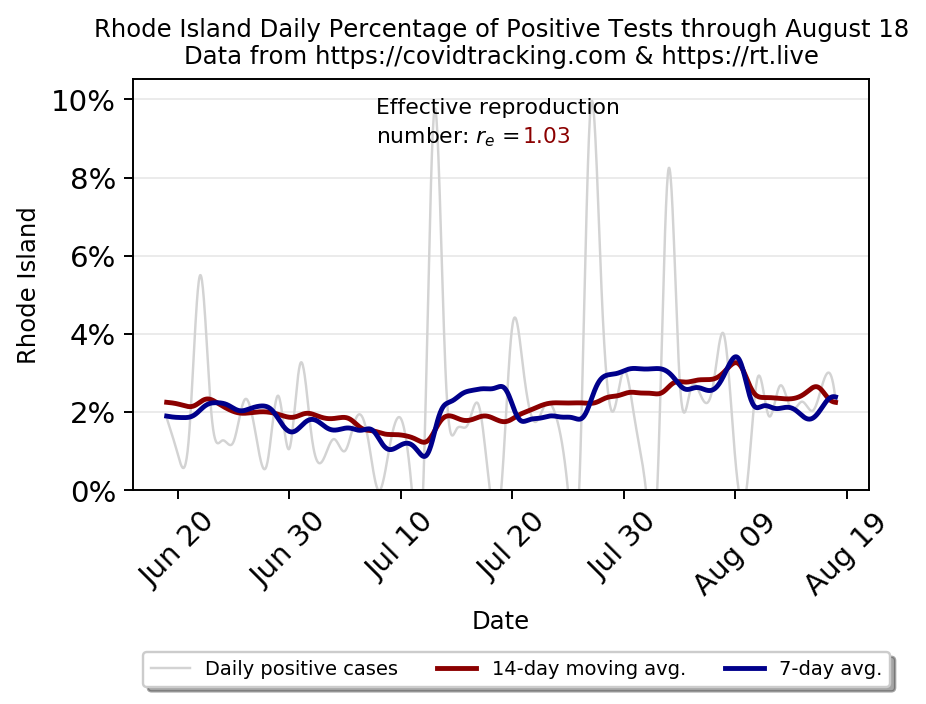 Rhode Island Daily Percentage of Positive Tests through August 18
Data from https://covidtracking.com & https://rt.live
Effective reproduction
number: rₑ = 1.03
10%
8%
6%
4%
2%
0%
Rhode Island
Jun 20
Jun 30
Jul 10
Jul 20
Jul 30
Aug 09
Aug 19
Date
Daily positive cases
14-day moving avg.
7-day avg.